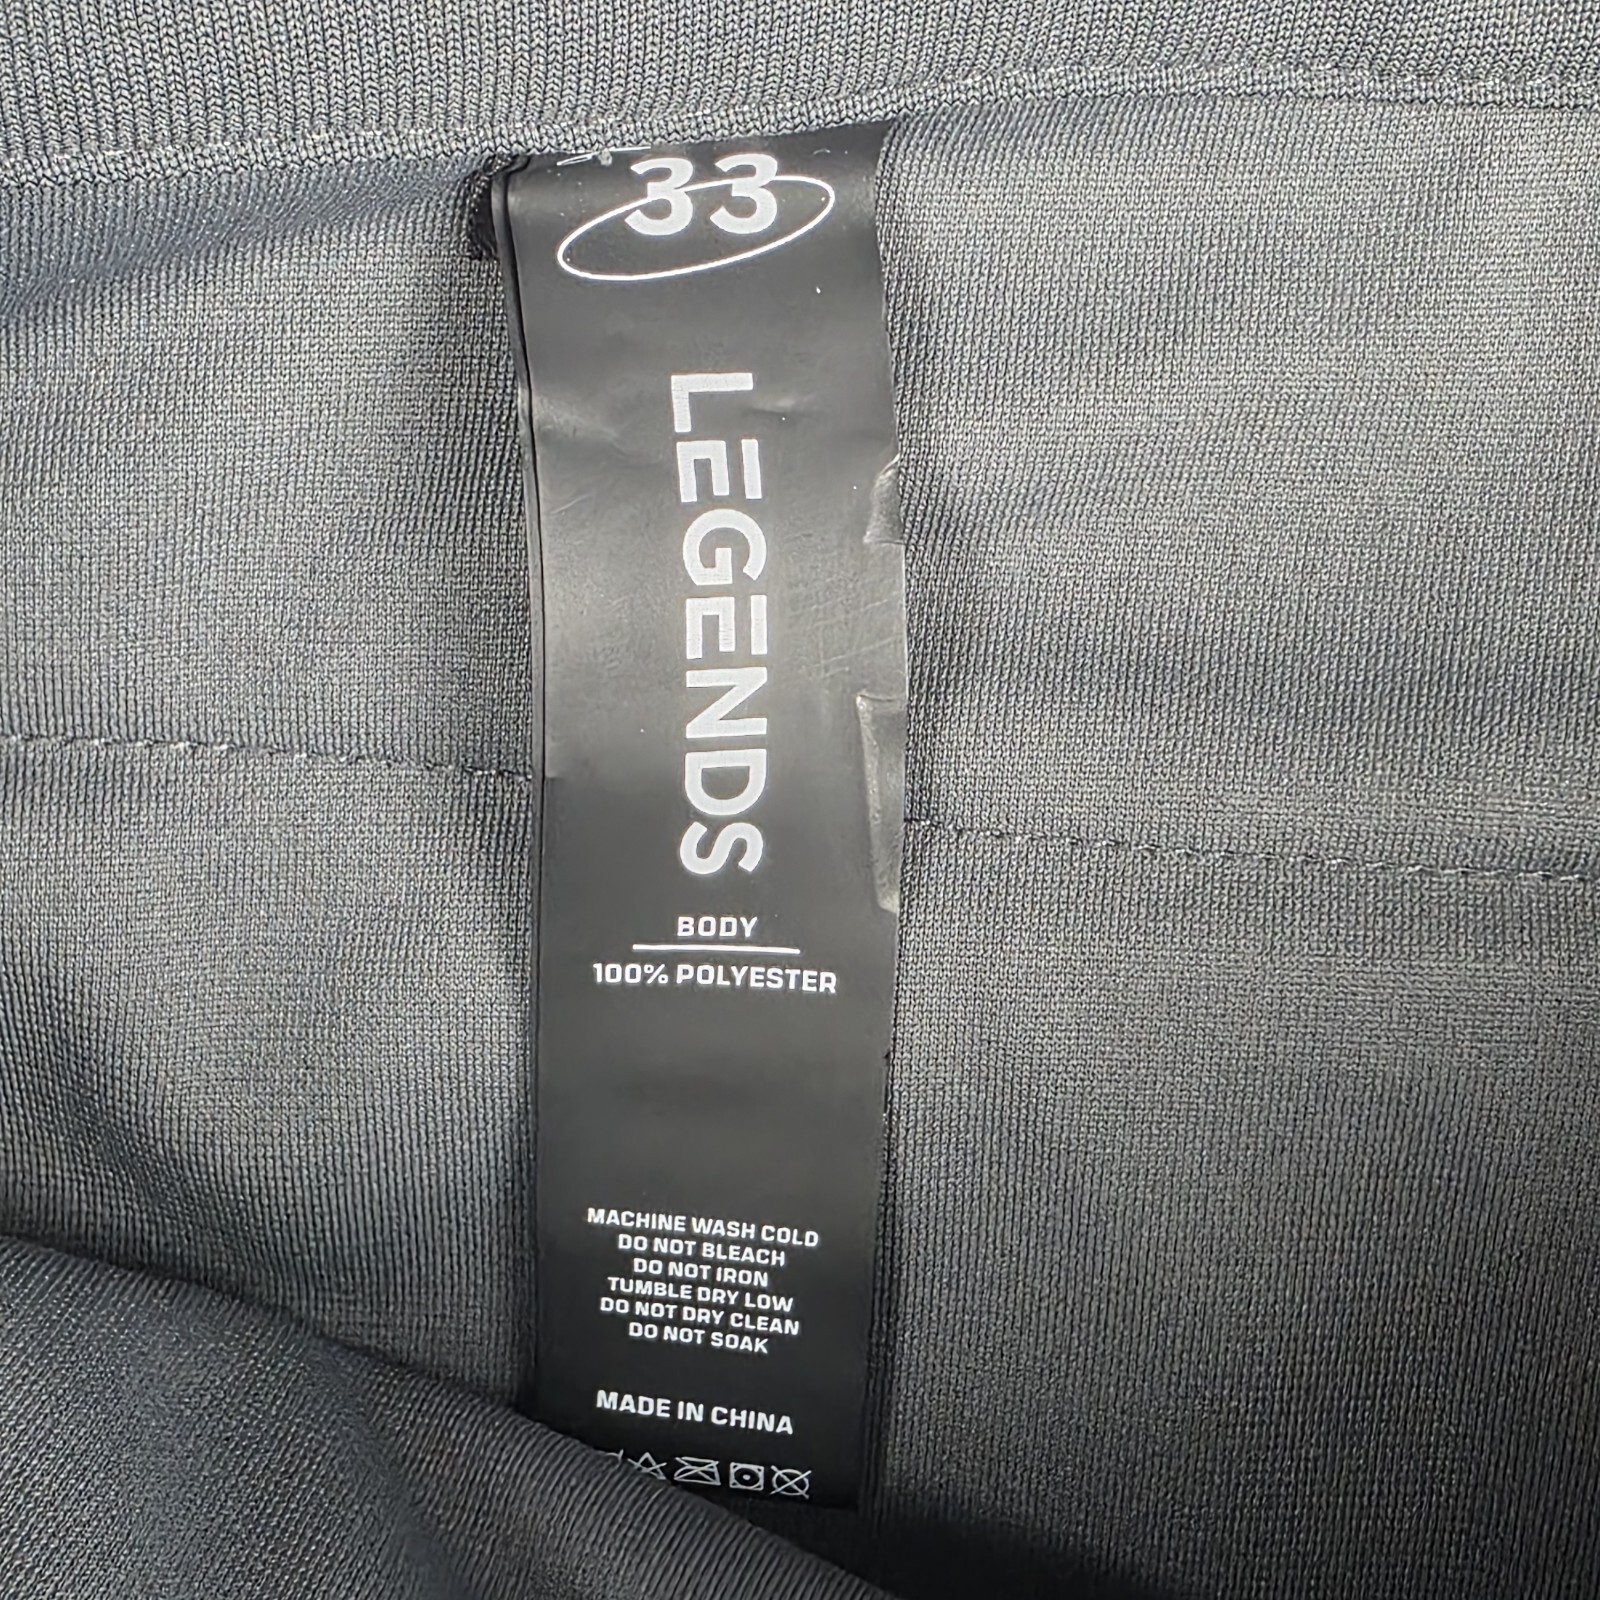 33
LEGENDS
BODY
100% POLYESTER
MACHINE WASH COLD
DO NOT BLEACH
DO NOT IRON
TUMBLE DRY LOW
DO NOT DRY CLEAN
DO NOT SOAK
MADE IN CHINA